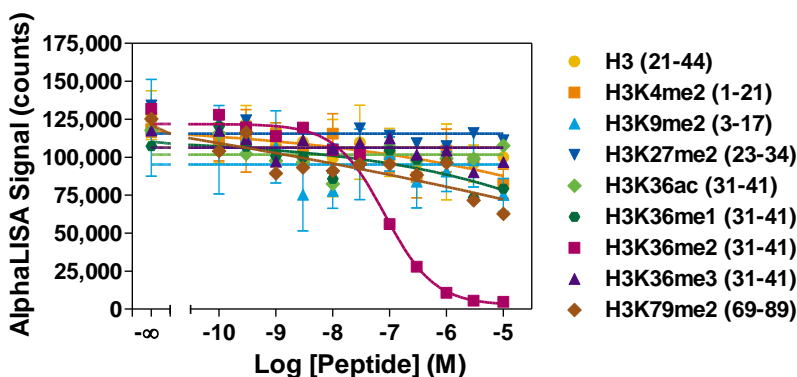 AlphaLISA Signal (counts)
175,000
150,000
125,000
100,000
75,000
50,000
25,000
0
-∞
-10
-9
-8
-7
-6
-5
Log [Peptide] (M)
H3 (21-44)
H3K4me2 (1-21)
H3K9me2 (3-17)
H3K27me2 (23-34)
H3K36ac (31-41)
H3K36me1 (31-41)
H3K36me2 (31-41)
H3K36me3 (31-41)
H3K79me2 (69-89)